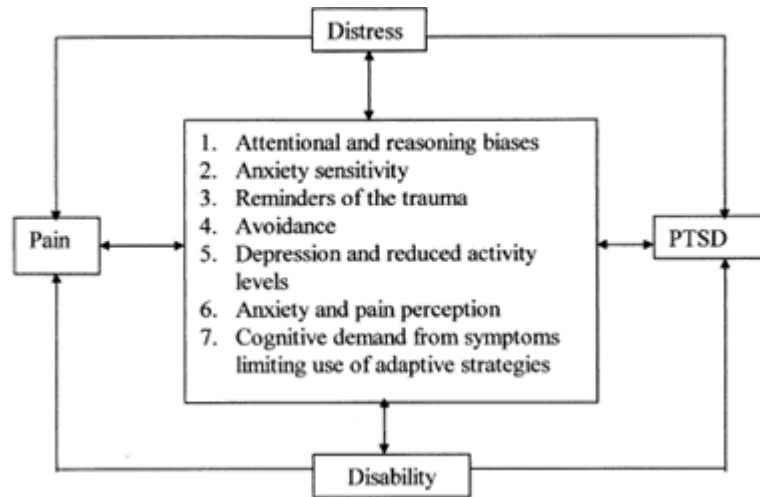 Distress
1. Attentional and reasoning biases
2. Anxiety sensitivity
3. Reminders of the trauma
4. Avoidance
5. Depression and reduced activity
levels
6. Anxiety and pain perception
7. Cognitive demand from symptoms
limiting use of adaptive strategies
Pain
PTSD
Disability